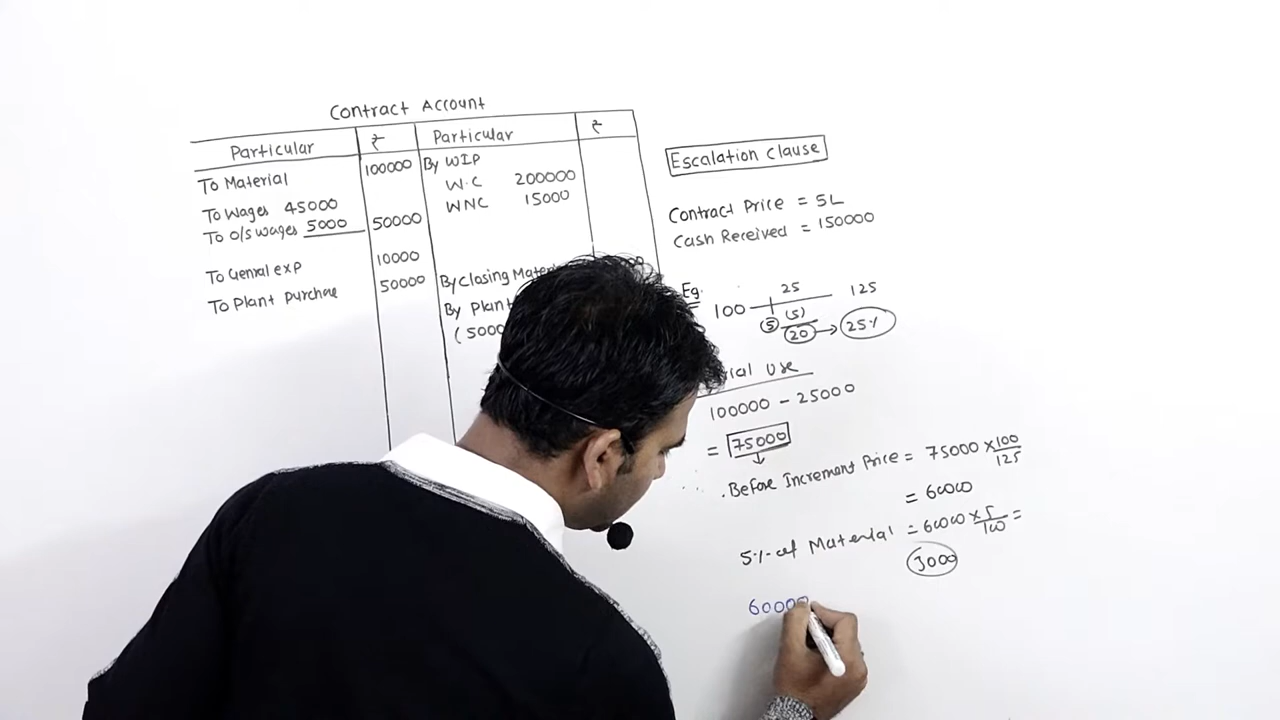 Contract Account
Particular ₹ Particular ₹
To Material 100000 By WIP
W.C 200000
To Wages 45000 WNC 15000
To O/S Wages 5000 50000
To Genral exp 10000
To Plant Purchase 50000 By Closing
By Plant
Escalation Clause
Contract Price = 5L
Cash Received = 150000
Eg.
25
100 125
5 (5)
20 → 25%
Use
100000 - 25000
= 75000
Before Increment Price = 75000 × 100/125
= 60000
5% of Material = 60000 × 5/100 =
3000
60000